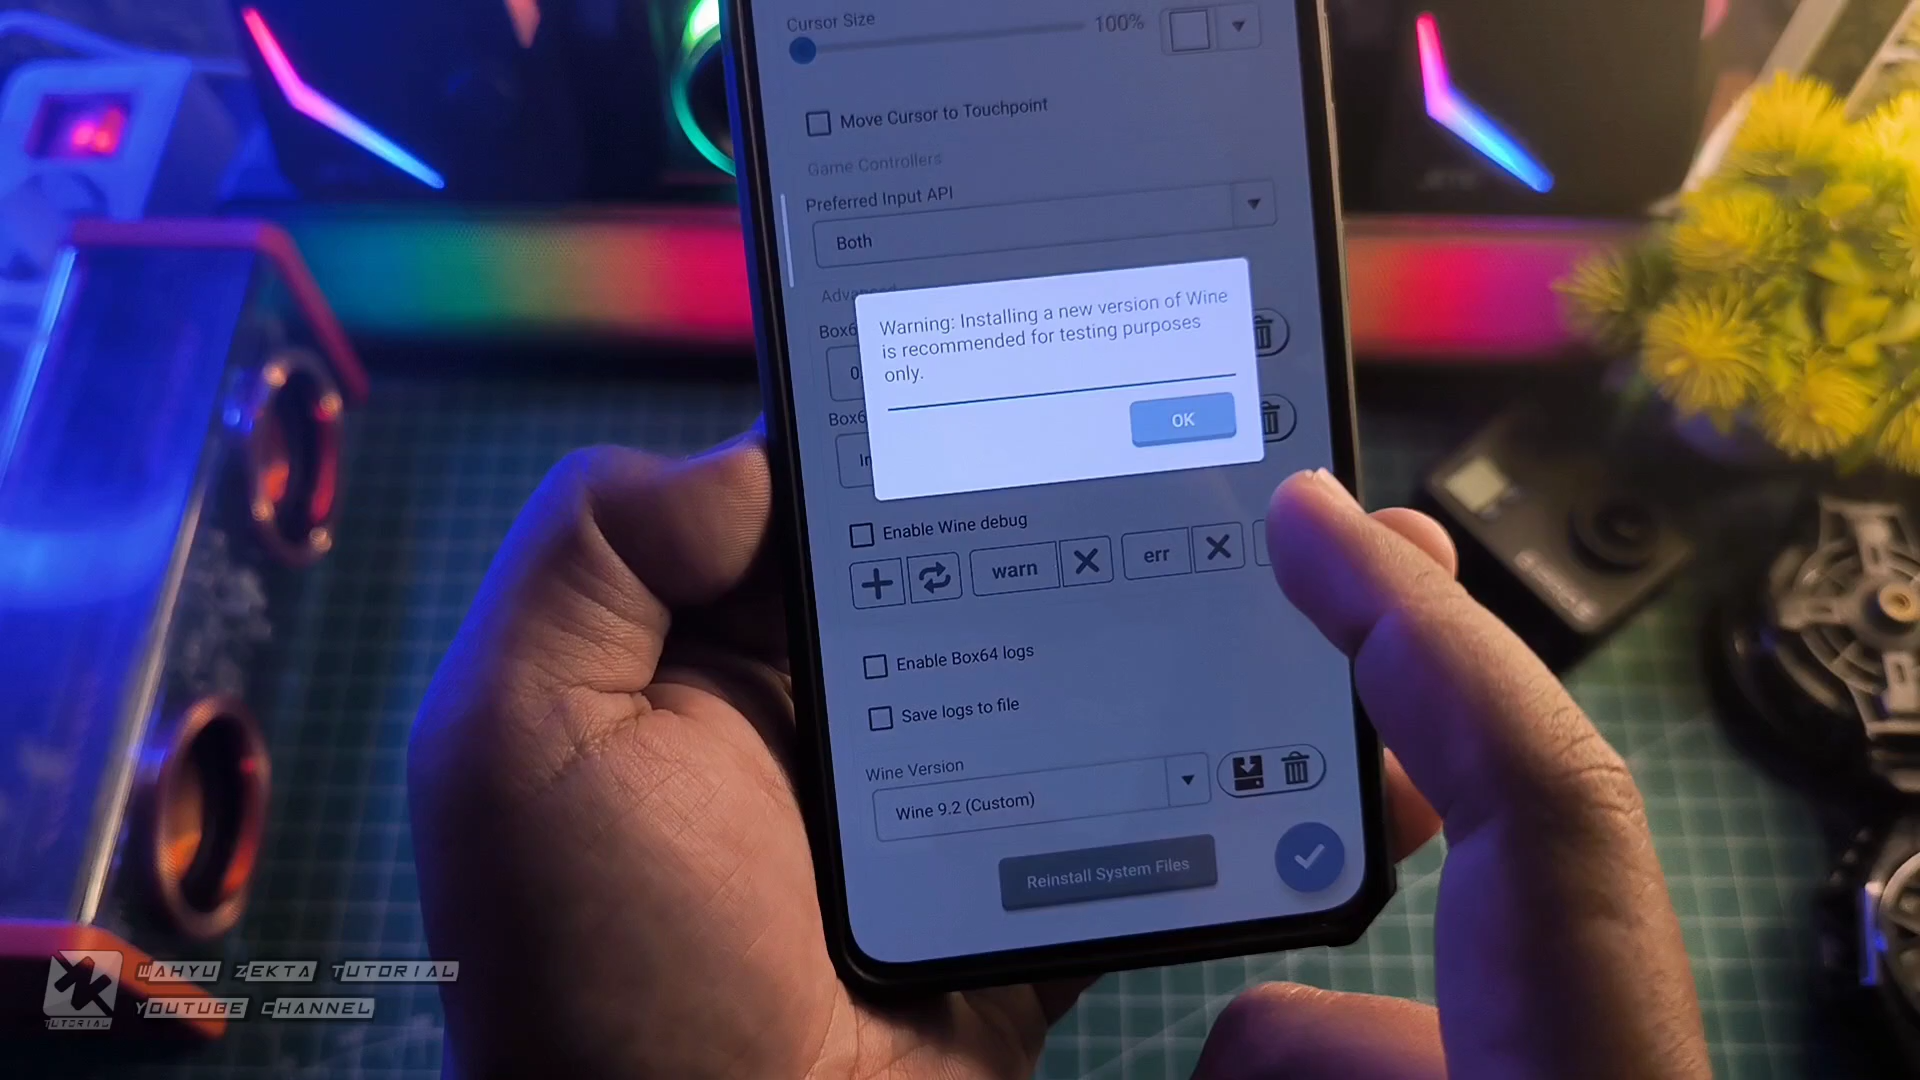 Cursor Size
100%
Move Cursor to Touchpoint
Game Controllers
Preferred Input API
Both
Warning: Installing a new version of Wine
is recommended for testing purposes
only.
OK
Enable Wine debug
warn
err
Enable Box64 logs
Save logs to file
Wine Version
Wine 9.2 (Custom)
Reinstall System Files
WAHYU ZEKTA TUTORIAL
YOUTUBE CHANNEL
TUTORIAL